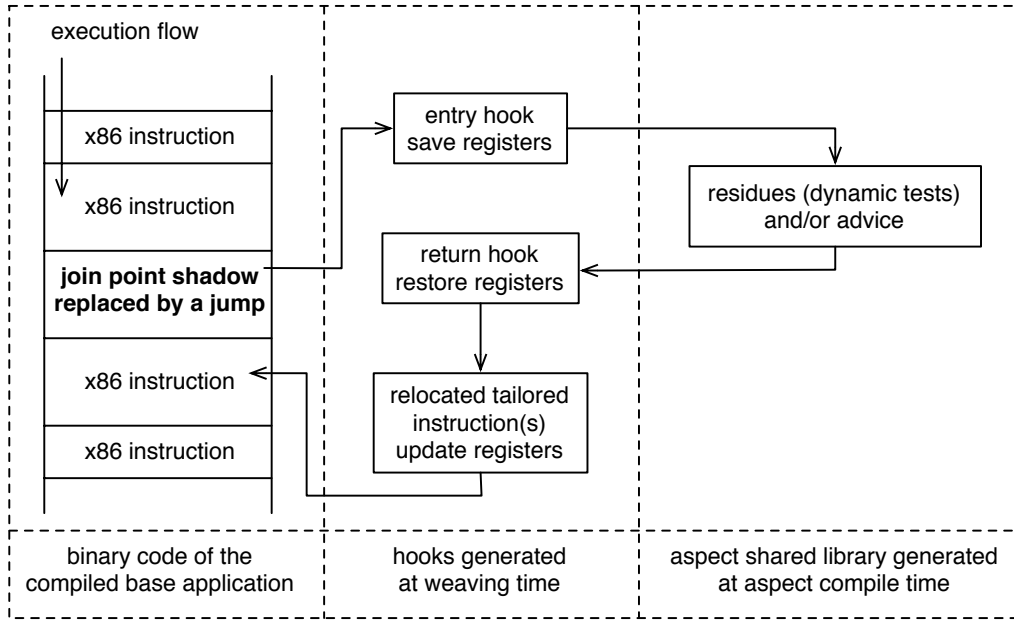 execution flow
x86 instruction
x86 instruction
join point shadow
replaced by a jump
x86 instruction
x86 instruction
entry hook
save registers
return hook
restore registers
relocated tailored
instruction(s)
update registers
residues (dynamic tests)
and/or advice
binary code of the
compiled base application
hooks generated
at weaving time
aspect shared library generated
at aspect compile time